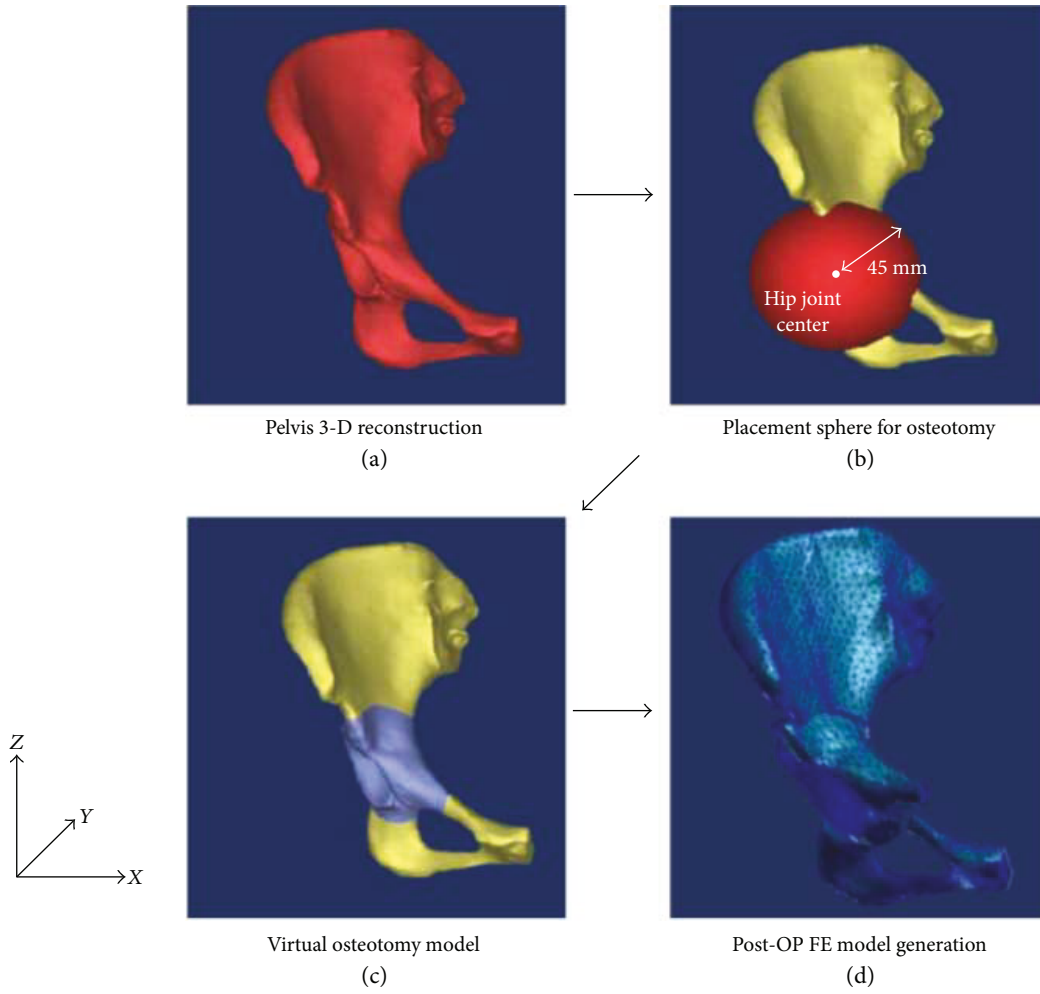 45 mm
Hip joint
center
Pelvis 3-D reconstruction
(a)
Placement sphere for osteotomy
(b)
Z
Y
X
Virtual osteotomy model
(c)
Post-OP FE model generation
(d)